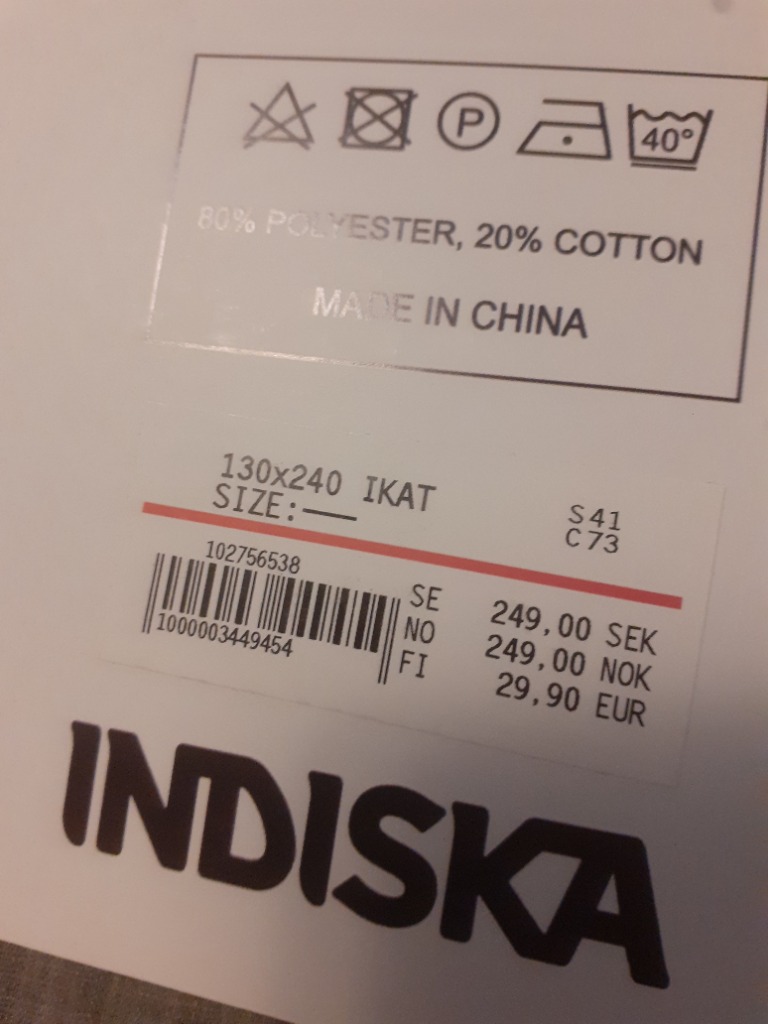 P
40°
80% POLYESTER, 20% COTTON
MADE IN CHINA
130x240 IKAT
SIZE:——
S41
C73
102756538
1000003449454
SE 249,00 SEK
NO 249,00 NOK
FI 29,90 EUR
INDISKA